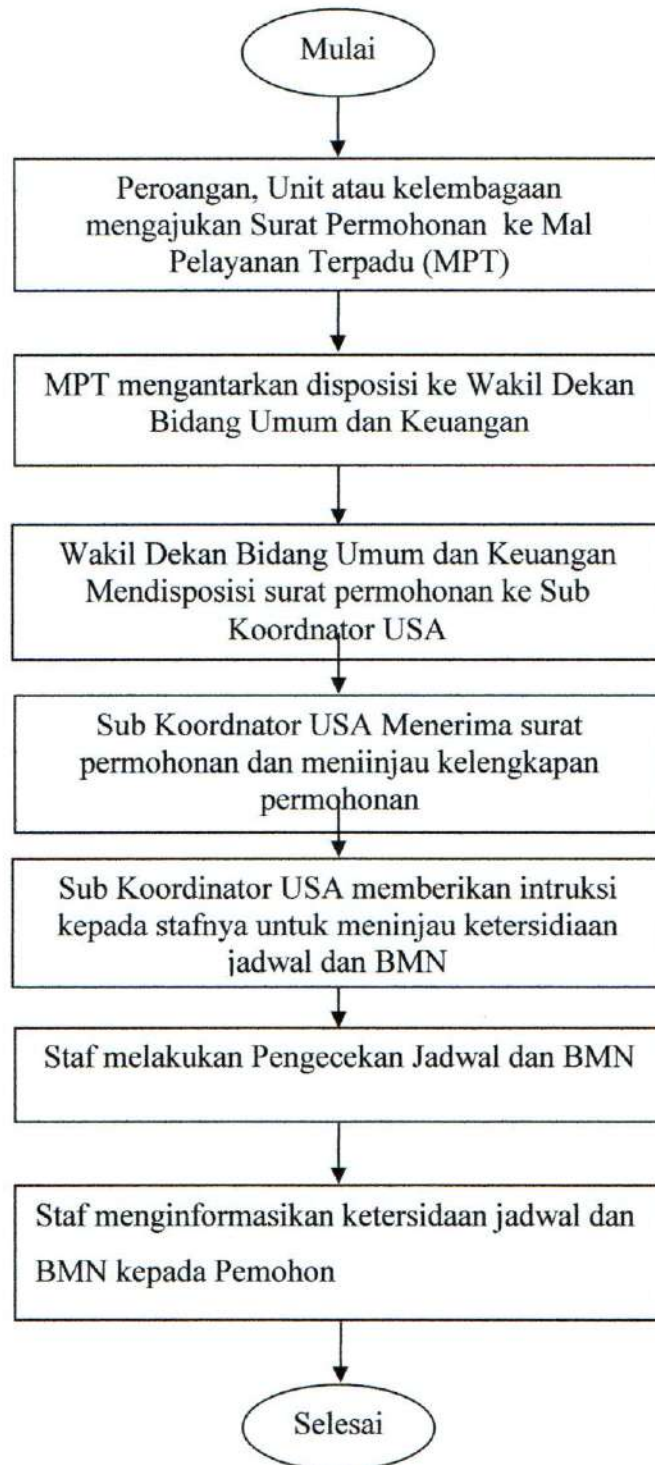 Mulai
Peroangan, Unit atau kelembagaan
mengajukan Surat Permohonan ke Mal
Pelayanan Terpadu (MPT)
MPT mengantarkan disposisi ke Wakil Dekan
Bidang Umum dan Keuangan
Wakil Dekan Bidang Umum dan Keuangan
Mendisposisi surat permohonan ke Sub
Koordnator USA
Sub Koordnator USA Menerima surat
permohonan dan meniinjau kelengkapan
permohonan
Sub Koordinator USA memberikan intruksi
kepada stafnya untuk meninjau ketersidiaan
jadwal dan BMN
Staf melakukan Pengecekan Jadwal dan BMN
Staf menginformasikan ketersidaan jadwal dan
BMN kepada Pemohon
Selesai